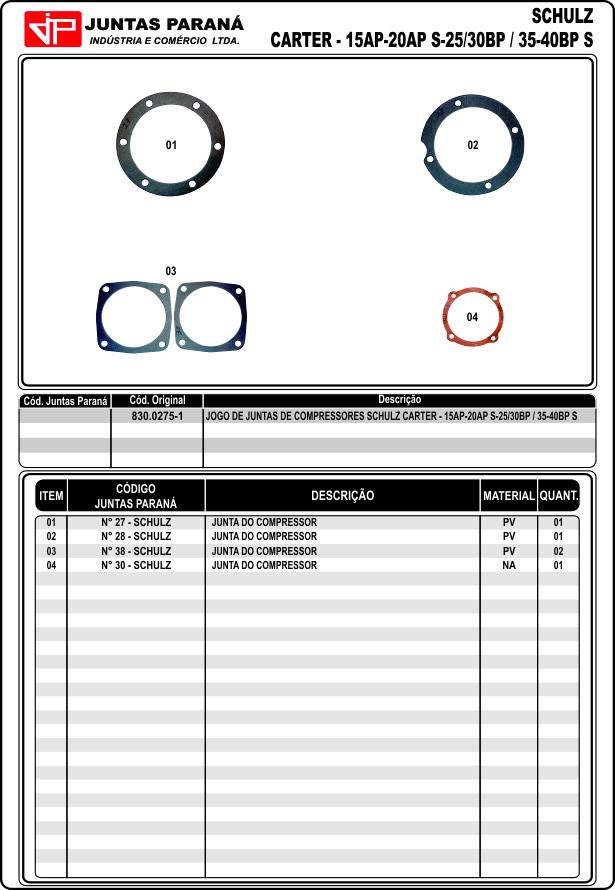 JUNTAS PARANÁ
INDÚSTRIA E COMÉRCIO LTDA.
SCHULZ
CARTER - 15AP-20AP S-25/30BP / 35-40BP S
01
02
03
04
Cód. Juntas Paraná Cód. Original Descrição
830.0275-1 JOGO DE JUNTAS DE COMPRESSORES SCHULZ CARTER - 15AP-20AP S-25/30BP / 35-40BP S
ITEM CÓDIGO JUNTAS PARANÁ DESCRIÇÃO MATERIAL QUANT.
01 N° 27 - SCHULZ JUNTA DO COMPRESSOR PV 01
02 N° 28 - SCHULZ JUNTA DO COMPRESSOR PV 01
03 N° 38 - SCHULZ JUNTA DO COMPRESSOR PV 02
04 N° 30 - SCHULZ JUNTA DO COMPRESSOR NA 01